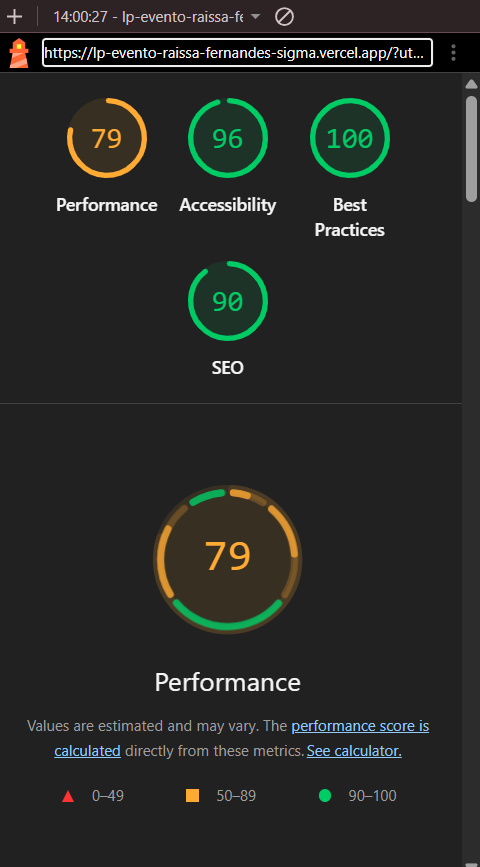 14:00:27 - lp-evento-raissa-fe
https://lp-evento-raissa-fernandes-sigma.vercel.app/?ut...
79 96 100
Performance Accessibility Best Practices
90
SEO
79
Performance
Values are estimated and may vary. The performance score is
calculated directly from these metrics. See calculator.
0–49 50–89 90–100